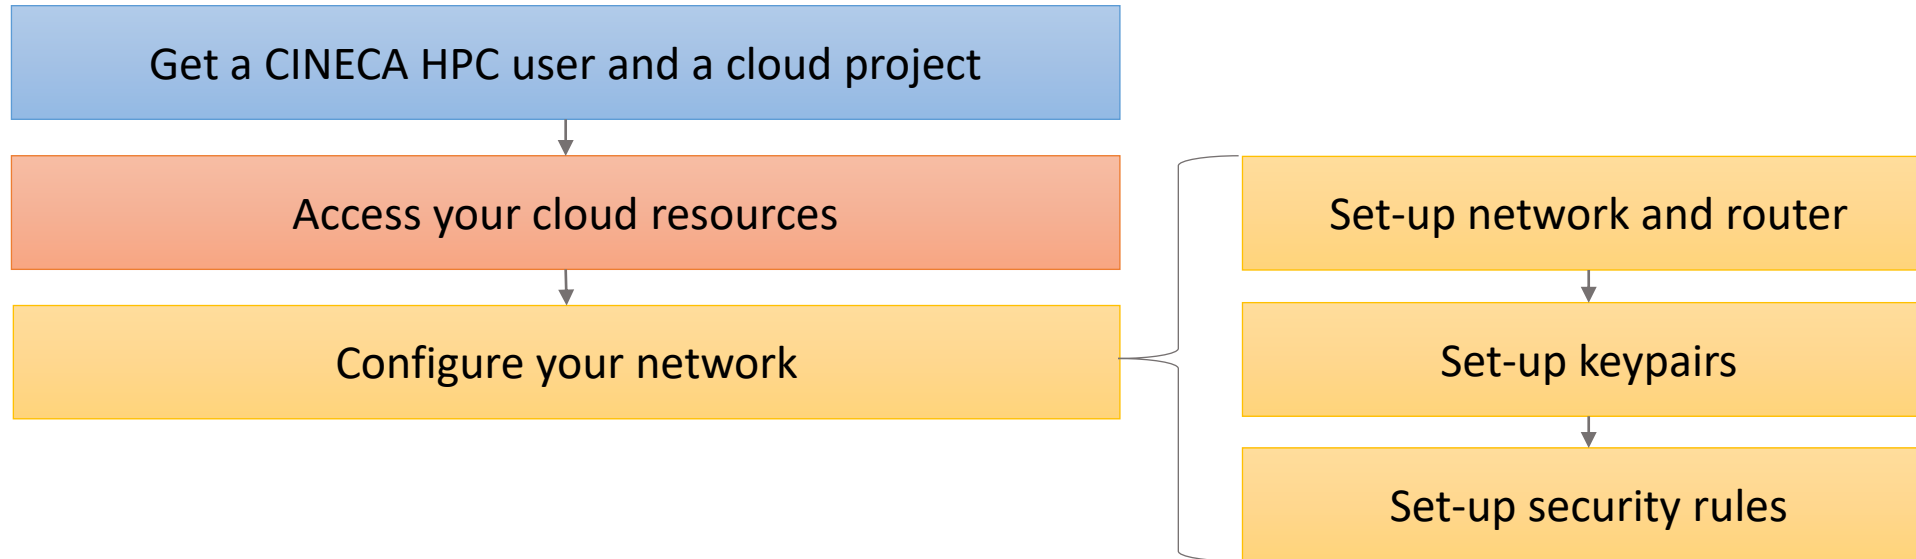 Get a CINECA HPC user and a cloud project
Access your cloud resources
Configure your network
Set-up network and router
Set-up keypairs
Set-up security rules